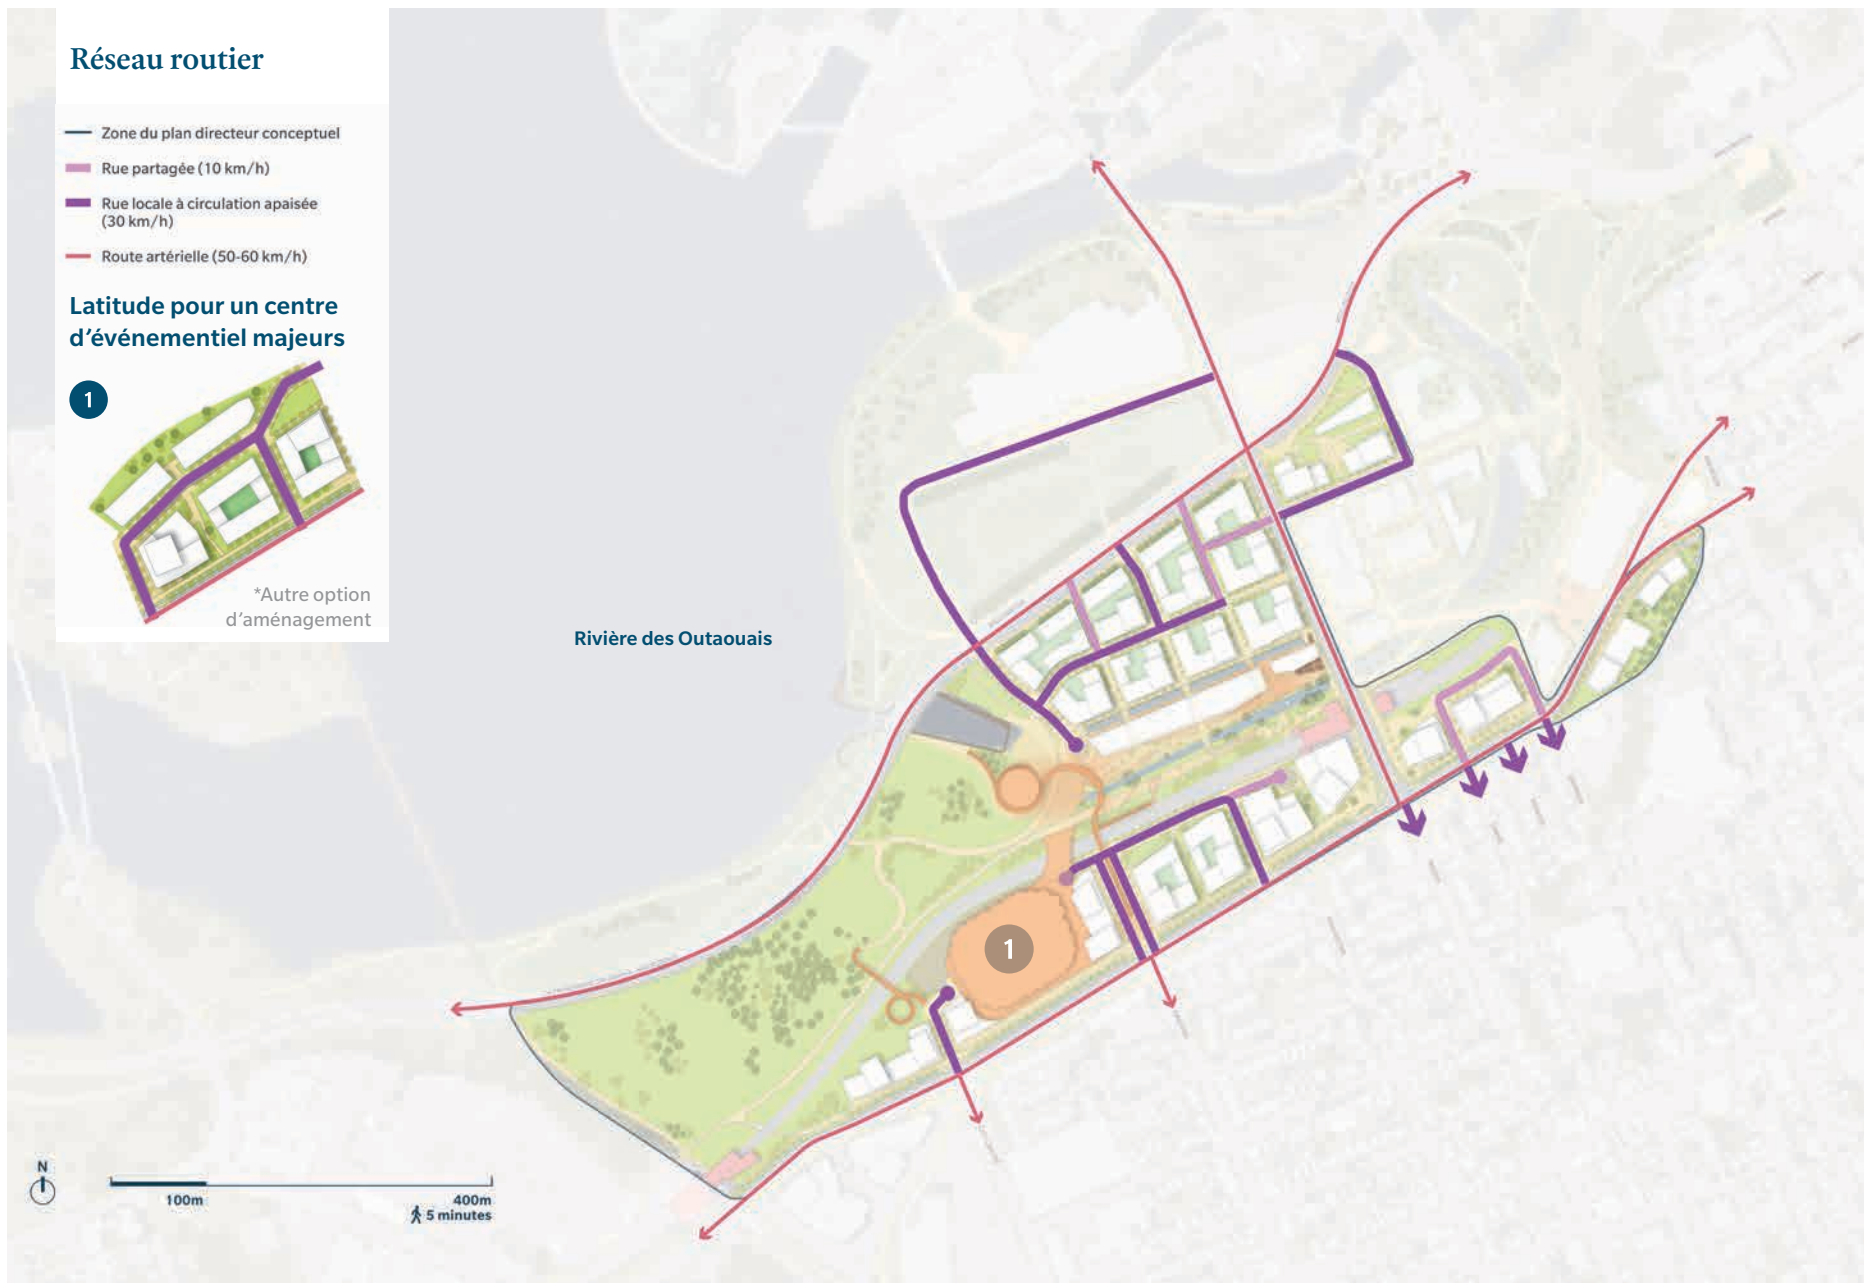 Réseau routier
Zone du plan directeur conceptuel
Rue partagée (10 km/h)
Rue locale à circulation apaisée
(30 km/h)
Route artérielle (50-60 km/h)
Latitude pour un centre
d'événementiel majeurs
1
*Autre option
d'aménagement
Rivière des Outaouais
1
N
100m
400m
5 minutes